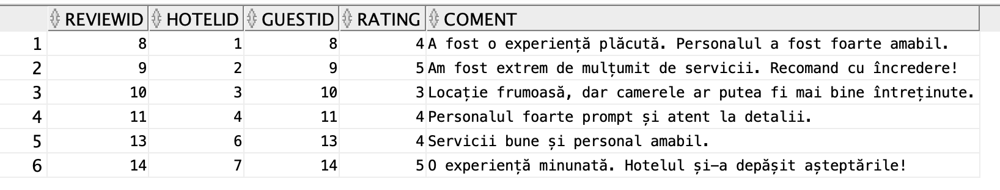 REVIEWID HOTELID GUESTID RATING COMENT
1 8 1 8 4 A fost o experiență plăcută. Personalul a fost foarte amabil.
2 9 2 9 5 Am fost extrem de mulțumit de servicii. Recomand cu încredere!
3 10 3 10 3 Locație frumoasă, dar camerele ar putea fi mai bine întreținute.
4 11 4 11 4 Personalul foarte prompt și atent la detalii.
5 13 6 13 4 Servicii bune și personal amabil.
6 14 7 14 5 O experiență minunată. Hotelul și-a depășit așteptările!